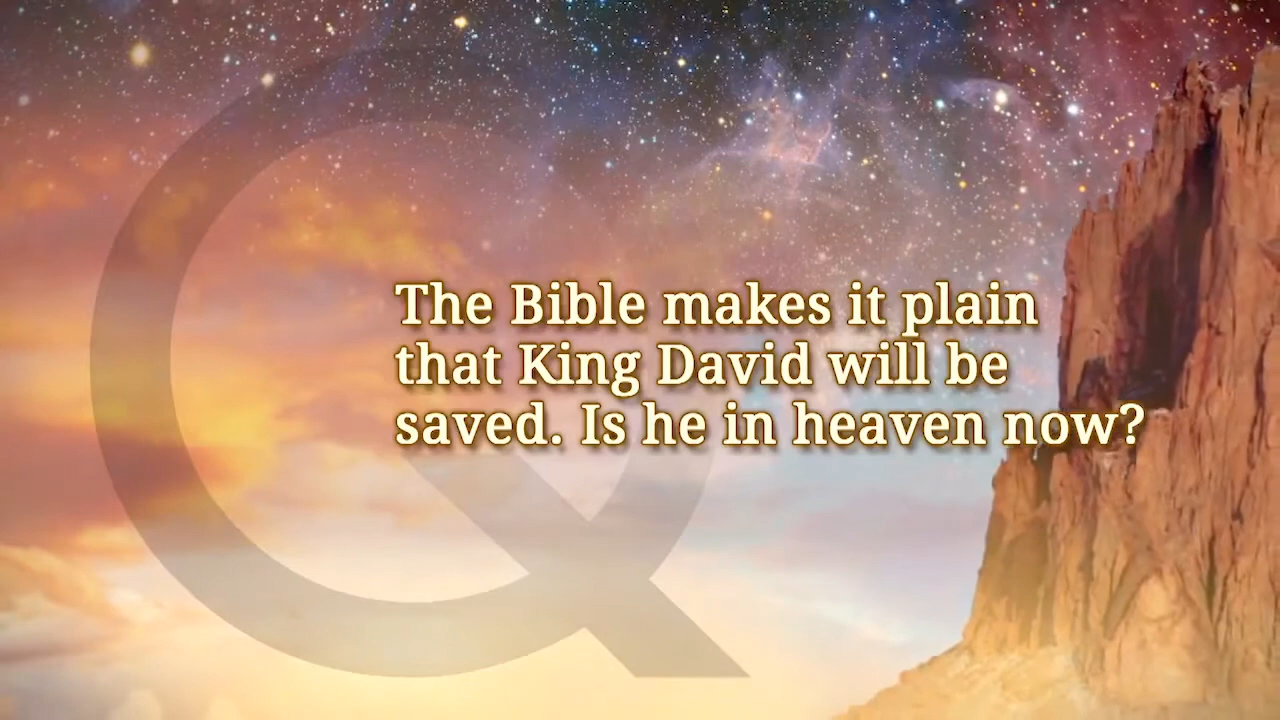 The Bible makes it plain
that King David will be
saved. Is he in heaven now?